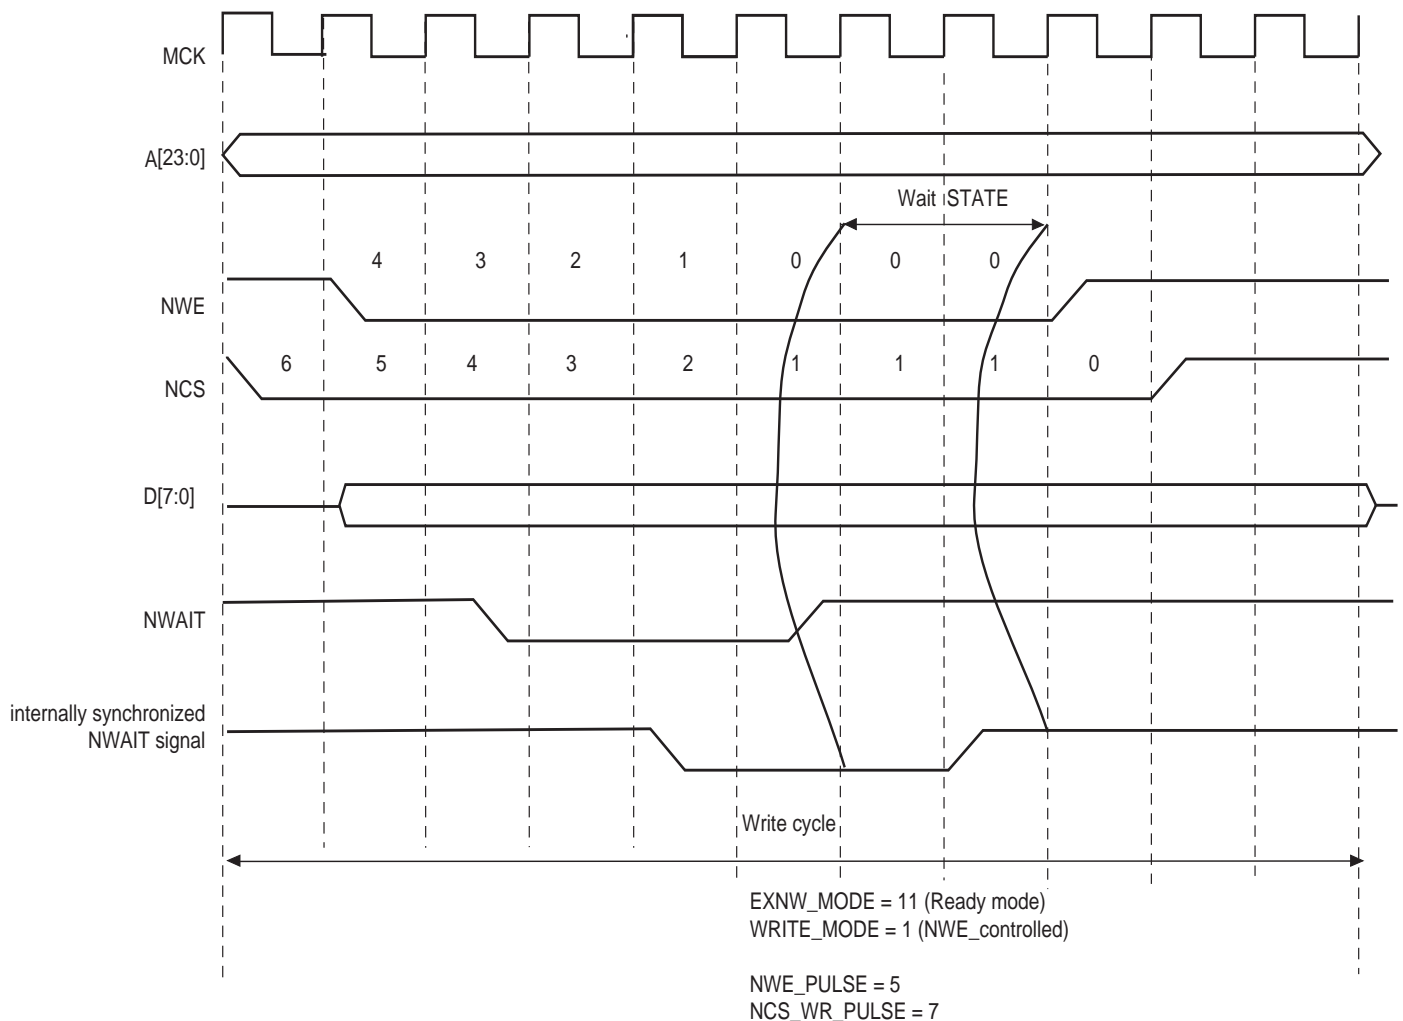 MCK
A[23:0]
Wait STATE
4 3 2 1 0 0 0
NWE
6 5 4 3 2 1 1 1 0
NCS
D[7:0]
NWAIT
internally synchronized
NWAIT signal
Write cycle
EXNW_MODE = 11 (Ready mode)
WRITE_MODE = 1 (NWE_controlled)
NWE_PULSE = 5
NCS_WR_PULSE = 7